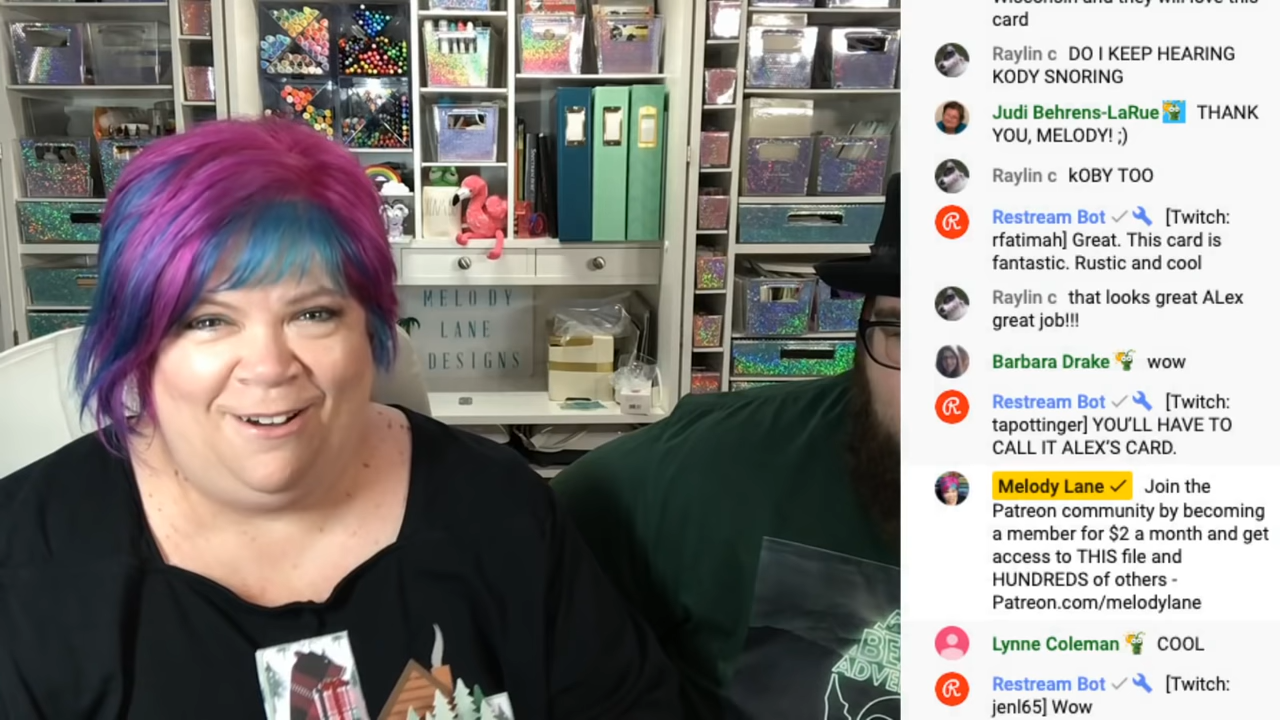 MELODY
LANE
DESIGNS
Wisconsin and they will love this
card
Raylin c DO I KEEP HEARING
KODY SNORING
Judi Behrens-LaRue THANK
YOU, MELODY! ;)
Raylin c kOBY TOO
Restream Bot [Twitch:
rfatimah] Great. This card is
fantastic. Rustic and cool
Raylin c that looks great ALex
great job!!!
Barbara Drake wow
Restream Bot [Twitch:
tapottinger] YOU'LL HAVE TO
CALL IT ALEX'S CARD.
Melody Lane Join the
Patreon community by becoming
a member for $2 a month and get
access to THIS file and
HUNDREDS of others -
Patreon.com/melodylane
Lynne Coleman COOL
Restream Bot [Twitch:
jenl65] Wow